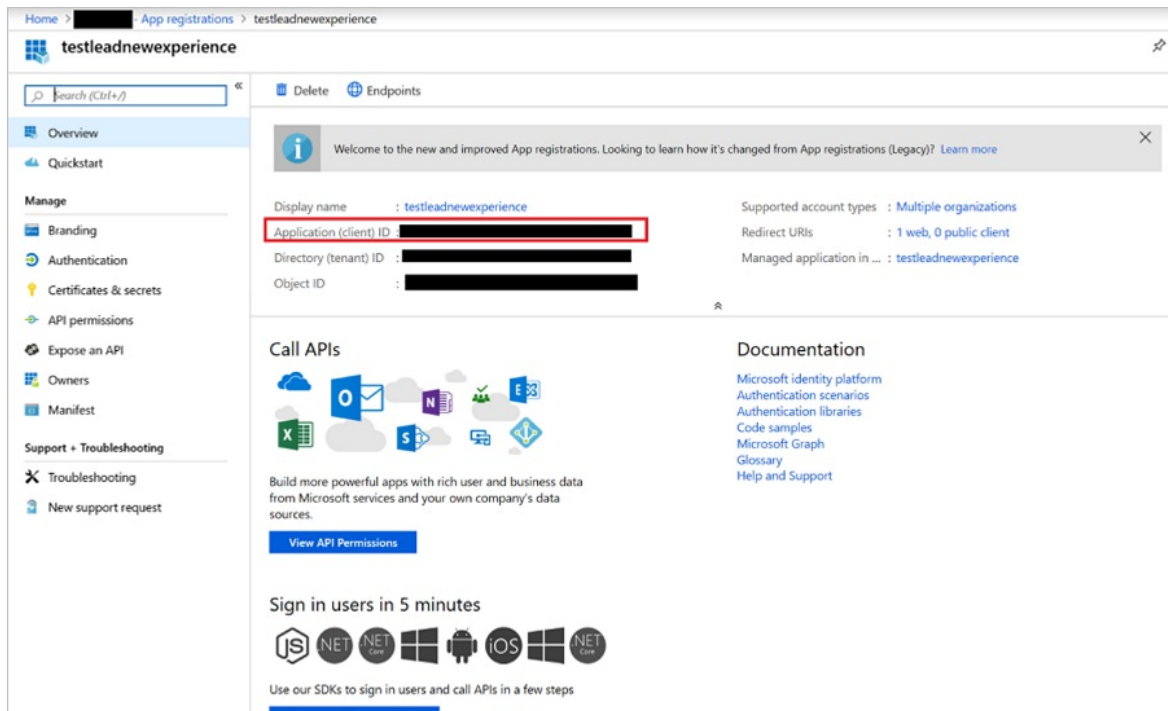 Home > - App registrations > testleadnewexperience
testleadnewexperience
Search (Ctrl+/)
«
Overview
Quickstart
Manage
Branding
Authentication
Certificates & secrets
API permissions
Expose an API
Owners
Manifest
Support + Troubleshooting
Troubleshooting
New support request
Delete
Endpoints
Welcome to the new and improved App registrations. Looking to learn how it's changed from App registrations (Legacy)? Learn more
Display name : testleadnewexperience
Application (client) ID :
Directory (tenant) ID :
Object ID :
Supported account types : Multiple organizations
Redirect URIs : 1 web, 0 public client
Managed application in ... : testleadnewexperience
Call APIs
O
N
E
X
S
Build more powerful apps with rich user and business data
from Microsoft services and your own company's data
sources.
View API Permissions
Documentation
Microsoft identity platform
Authentication scenarios
Authentication libraries
Code samples
Microsoft Graph
Glossary
Help and Support
Sign in users in 5 minutes
JS
.NET
.NET Core
iOS
.NET Core
Use our SDKs to sign in users and call APIs in a few steps